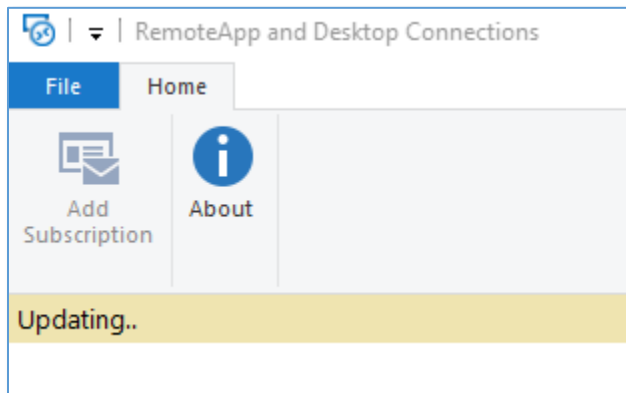 RemoteApp and Desktop Connections
File Home
Add
Subscription
About
Updating..